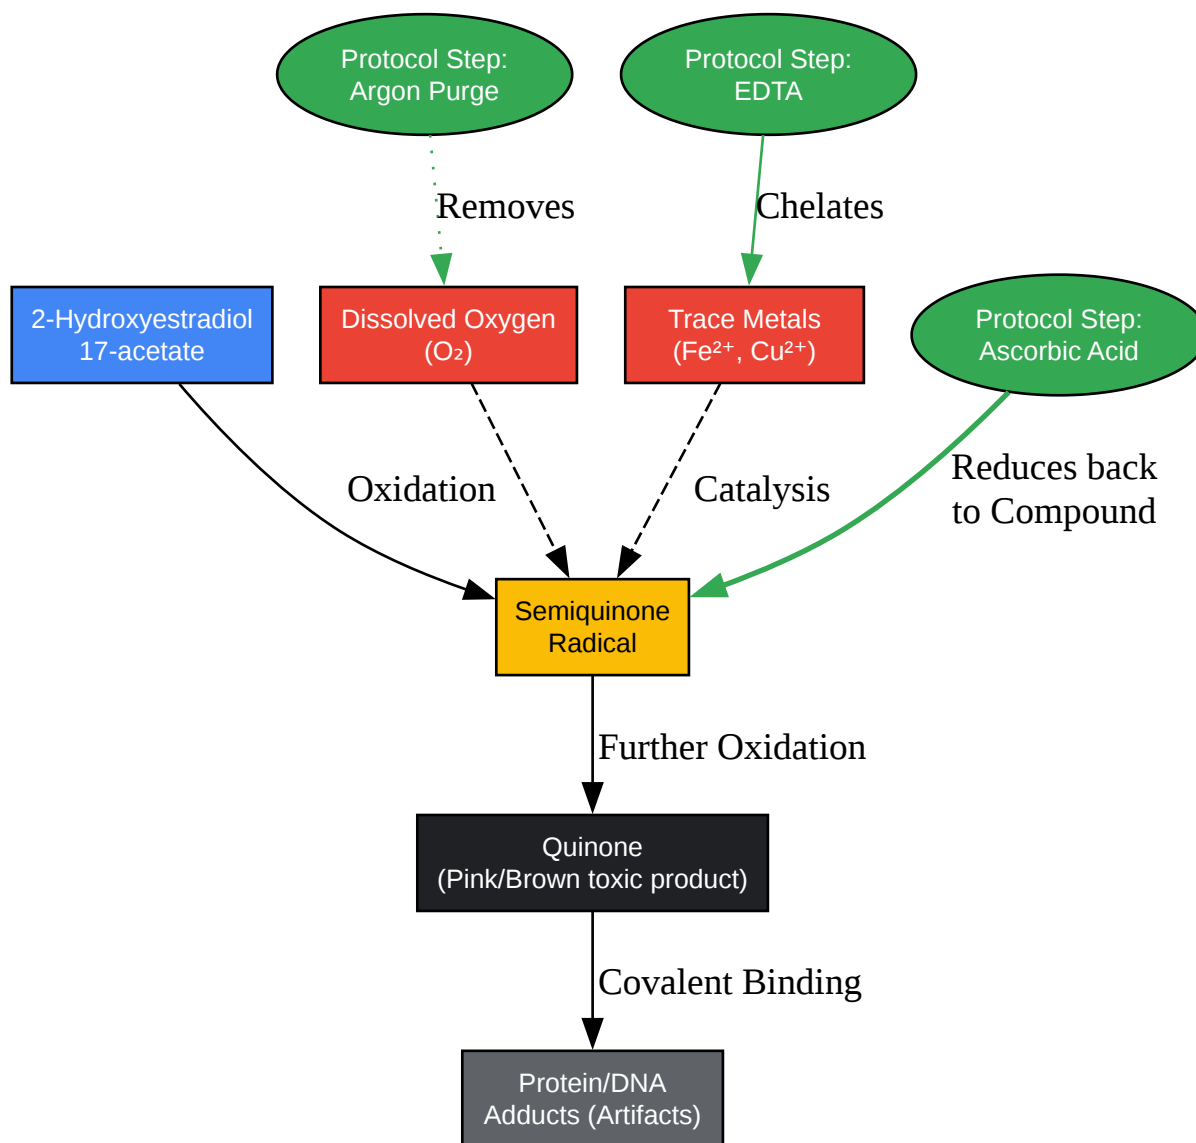 Protocol Step:
Argon Purge
Protocol Step:
EDTA
Removes
Chelates
2-Hydroxyestradiol
17-acetate
Dissolved Oxygen
(O₂)
Trace Metals
(Fe²⁺, Cu²⁺)
Protocol Step:
Ascorbic Acid
Oxidation
Catalysis
Reduces back
to Compound
Semiquinone
Radical
Further Oxidation
Quinone
(Pink/Brown toxic product)
Covalent Binding
Protein/DNA
Adducts (Artifacts)